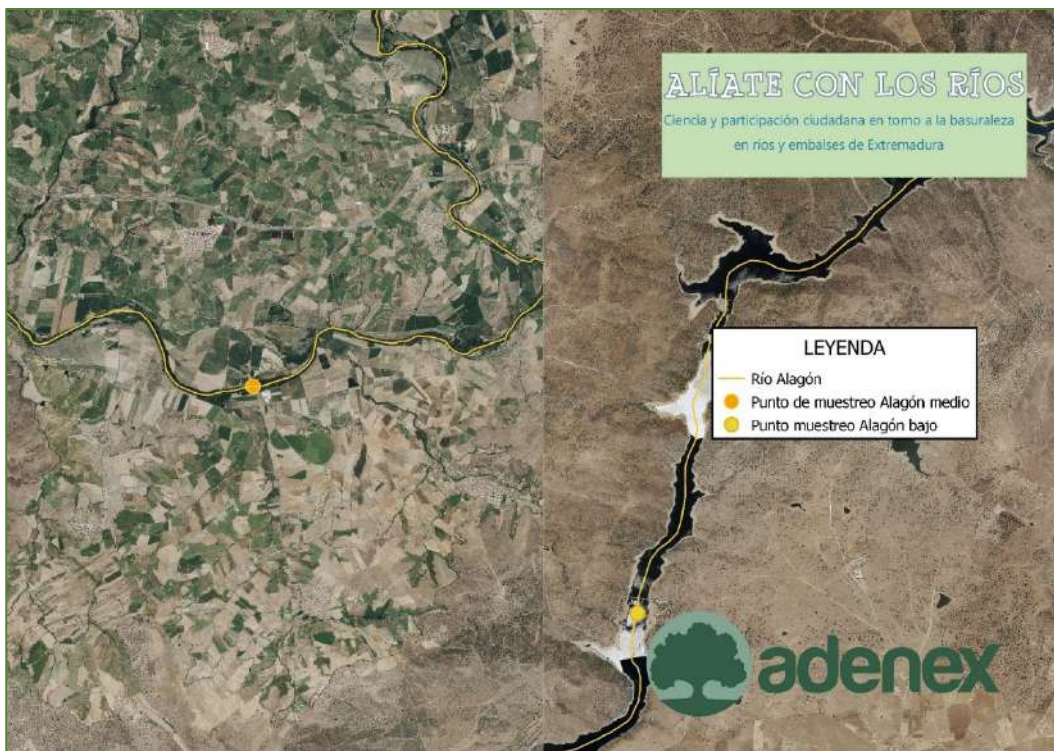 ALÍATE CON LOS RÍOS
Ciencia y participación ciudadana en torno a la basuraleza
en ríos y embalses de Extremadura
LEYENDA
Río Alagón
Punto de muestreo Alagón medio
Punto muestreo Alagón bajo
adenex